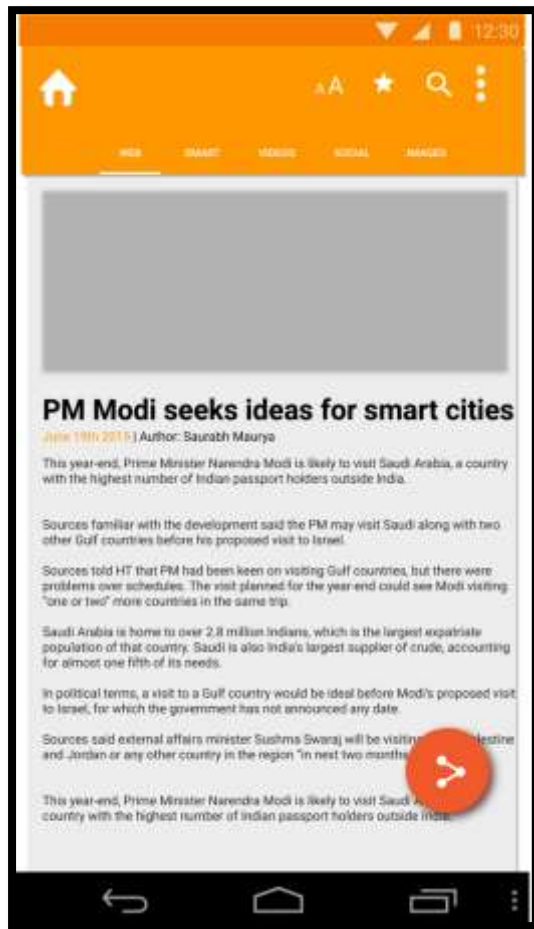 12:30
AA
WEB SMART VIDEOS SOCIAL IMAGES
PM Modi seeks ideas for smart cities
June 19th 2015 | Author: Saurabh Maurya
This year-end, Prime Minister Narendra Modi is likely to visit Saudi Arabia, a country
with the highest number of Indian passport holders outside India.
Sources familiar with the development said the PM may visit Saudi along with two
other Gulf countries before his proposed visit to Israel.
Sources told HT that PM had been keen on visiting Gulf countries, but there were
problems over schedules. The visit planned for the year-end could see Modi visiting
"one or two" more countries in the same trip.
Saudi Arabia is home to over 2.8 million Indians, which is the largest expatriate
population of that country. Saudi is also India's largest supplier of crude, accounting
for almost one fifth of its needs.
In political terms, a visit to a Gulf country would be ideal before Modi's proposed visit
to Israel, for which the government has not announced any date.
Sources said external affairs minister Sushma Swaraj will be visiting
and Jordan or any other country in the region "in next two months
This year-end, Prime Minister Narendra Modi is likely to visit Saudi
country with the highest number of Indian passport holders outside India.